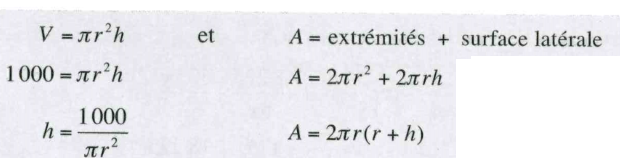 V = πr²h et A = extrémités + surface latérale
1000 = πr²h A = 2πr² + 2πrh
h = 1000/πr² A = 2πr(r + h)